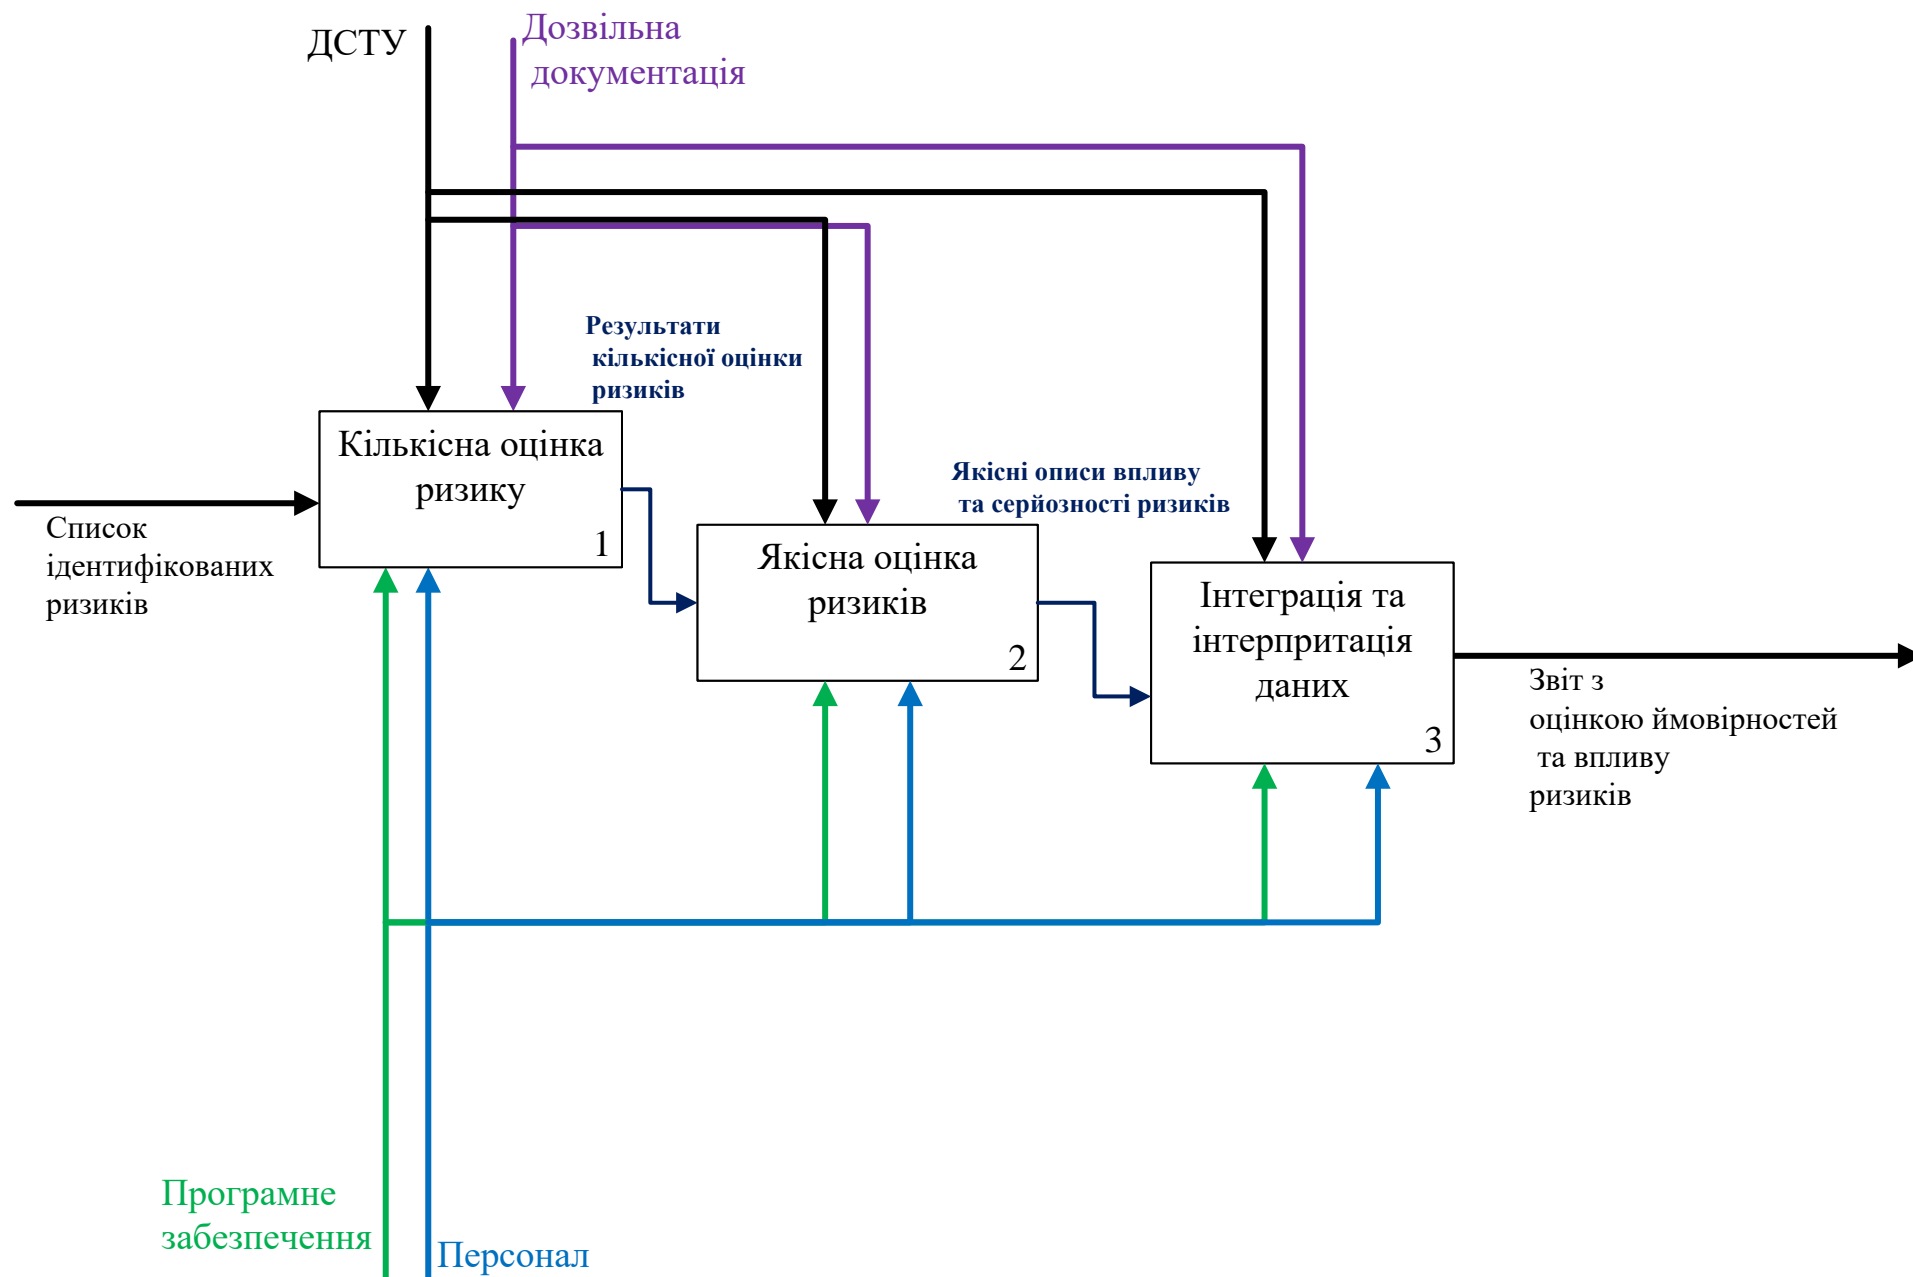 ДСТУ
Дозвільна
документація
Результати
кількісної оцінки
ризиків
Кількісна оцінка
ризику
1
Список
ідентифікованих
ризиків
Якісні описи впливу
та серйозності ризиків
Якісна оцінка
ризиків
2
Інтеграція та
інтерпритація
даних
3
Звіт з
оцінкою ймовірностей
та впливу
ризиків
Програмне
забезпечення
Персонал